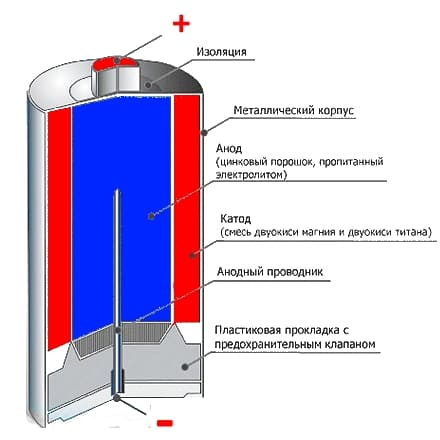 +
Изоляция
Металлический корпус
Анод
(цинковый порошок, пропитанный
электролитом)
Катод
(смесь двуокиси магния и двуокиси титана)
Анодный проводник
Пластиковая прокладка с
предохранительным клапаном
-